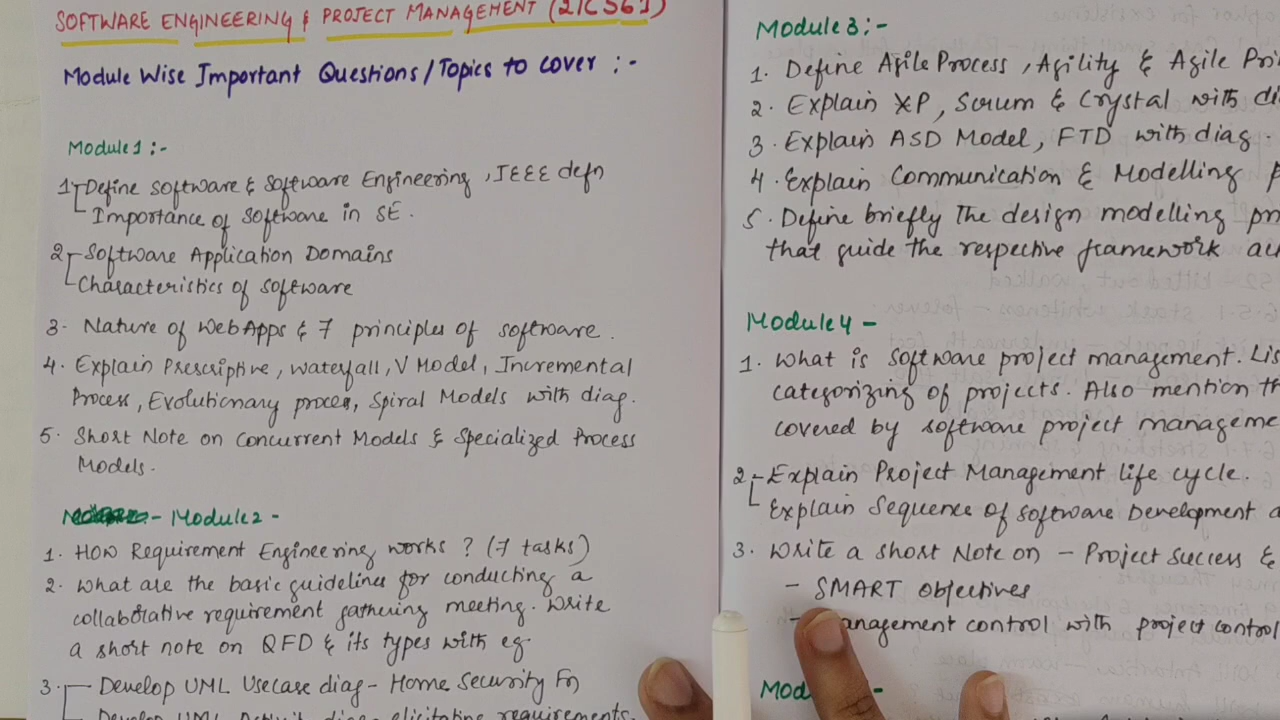 SOFTWARE ENGINEERING & PROJECT MANAGEMENT (21CS61)
Module Wise Important Questions/Topics to cover :-
Module1 :-
1 Define Software & Software Engineering, IEEE defn
Importance of Software in SE.
2 Software Application Domains
Characteristics of Software
3. Nature of WebApps & 7 principles of software.
4. Explain Prescriptive, Waterfall, V Model, Incremental
Process, Evolutionary process, Spiral Models with diag.
5. Short Note on Concurrent Models & Specialized Process
Models.
- Module2 -
1. How Requirement Engineering works ? (7 tasks)
2. What are the basic guidelines for conducting a
collaborative requirement gathering meeting. Write
a short note on QFD & its types with eg.
3. Develop UML Usecase diag - Home Security Fn
Develop UML elicitating requirements.
Module 3 :-
1. Define Agile Process, Agility & Agile
2. Explain XP, Scrum & Crystal with
3. Explain ASD Model, FTD with diag.
4. Explain Communication & Modelling
5. Define briefly the design modelling
that guide the respective framework
Module 4 -
1. What is software project management.
categorizing of projects. Also mention
covered by software project
2 Explain Project Management life cycle.
Explain Sequence of Software Development
3. Write a short Note on - Project Success &
- SMART objectives
control with project control